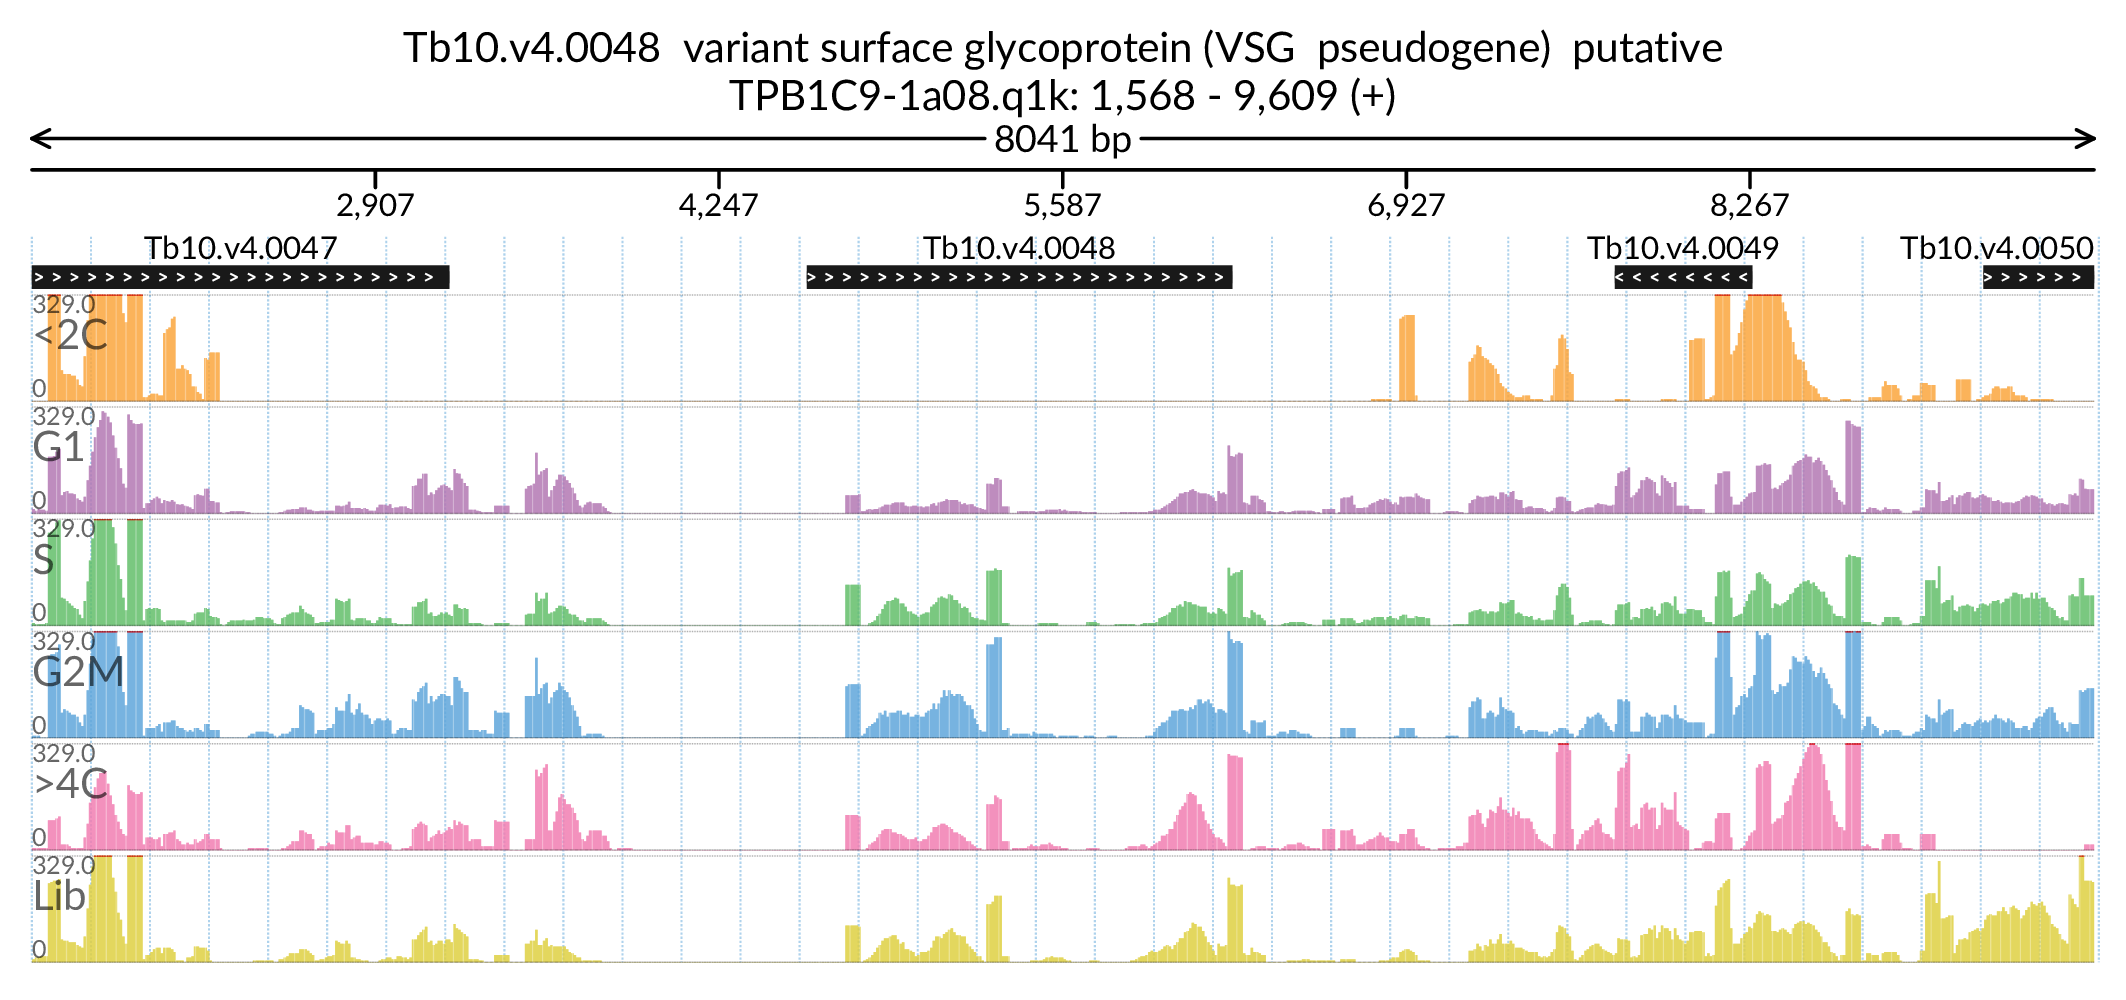 Tb10.v4.0048 variant surface glycoprotein (VSG pseudogene) putative
TPB1C9-1a08.q1k: 1,568 - 9,609 (+)
8041 bp
2,907 4,247 5,587 6,927 8,267
Tb10.v4.0047 Tb10.v4.0048 Tb10.v4.0049 Tb10.v4.0050
329.0
<2C
0
329.0
G1
0
329.0
S
0
329.0
G2M
0
329.0
>4C
0
329.0
Lib
0